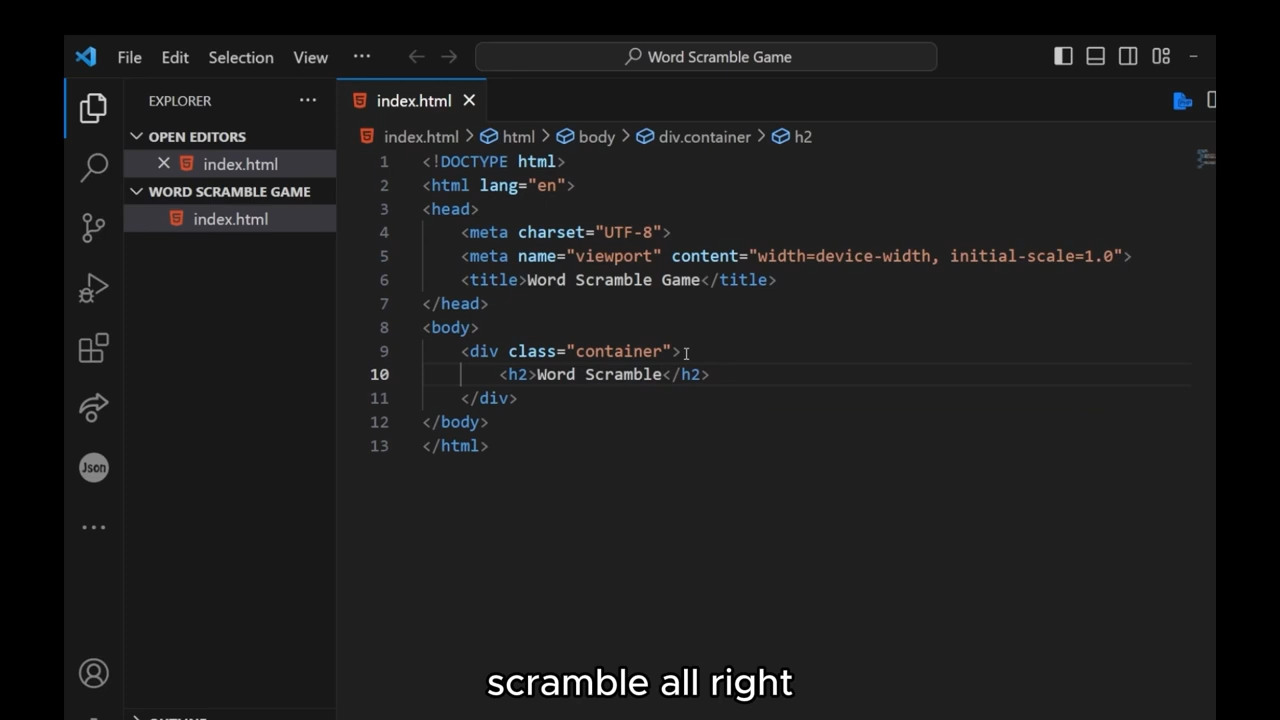 File Edit Selection View ··· Word Scramble Game
EXPLORER ···
index.html
OPEN EDITORS
index.html > html > body > div.container > h2
index.html
WORD SCRAMBLE GAME
index.html
1 <!DOCTYPE html>
2 <html lang="en">
3 <head>
4 <meta charset="UTF-8">
5 <meta name="viewport" content="width=device-width, initial-scale=1.0">
6 <title>Word Scramble Game</title>
7 </head>
8 <body>
9 <div class="container">
10 <h2>Word Scramble</h2>
11 </div>
12 </body>
13 </html>
Json
scramble all right